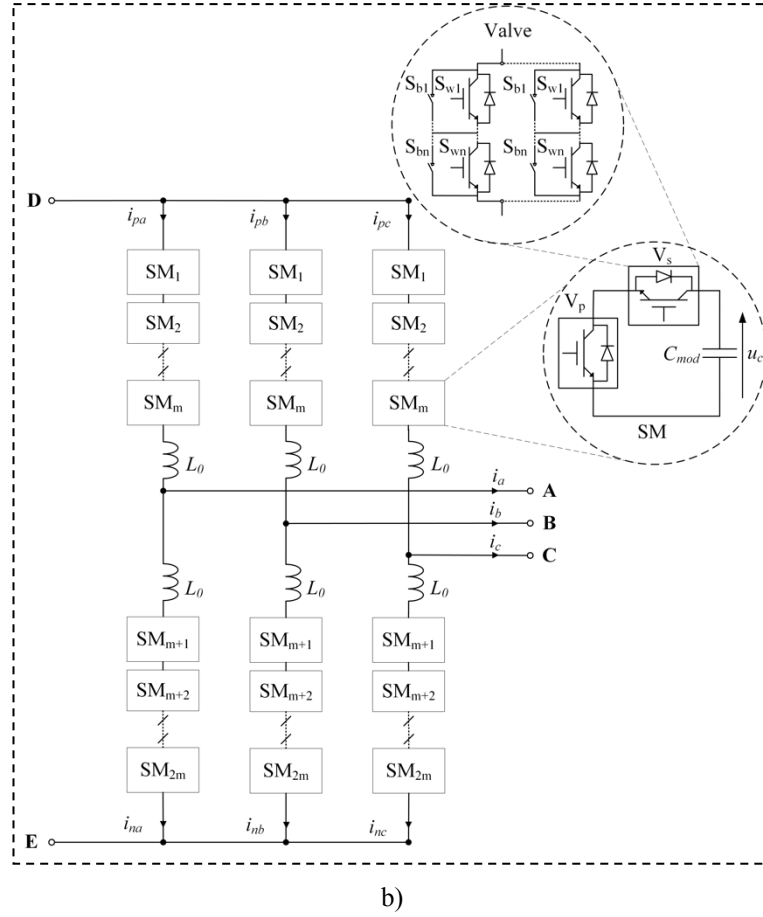 Valve
S_b1 S_w1 S_b1 S_w1
S_bn S_wn S_bn S_wn
D
i_pa i_pb i_pc
V_s
SM_1 SM_1 SM_1
V_p
SM_2 SM_2 SM_2
C_mod u_c
SM_m SM_m SM_m
SM
L_0 L_0 L_0
i_a A
i_b B
i_c C
L_0 L_0 L_0
SM_m+1 SM_m+1 SM_m+1
SM_m+2 SM_m+2 SM_m+2
SM_2m SM_2m SM_2m
i_na i_nb i_nc
E
b)